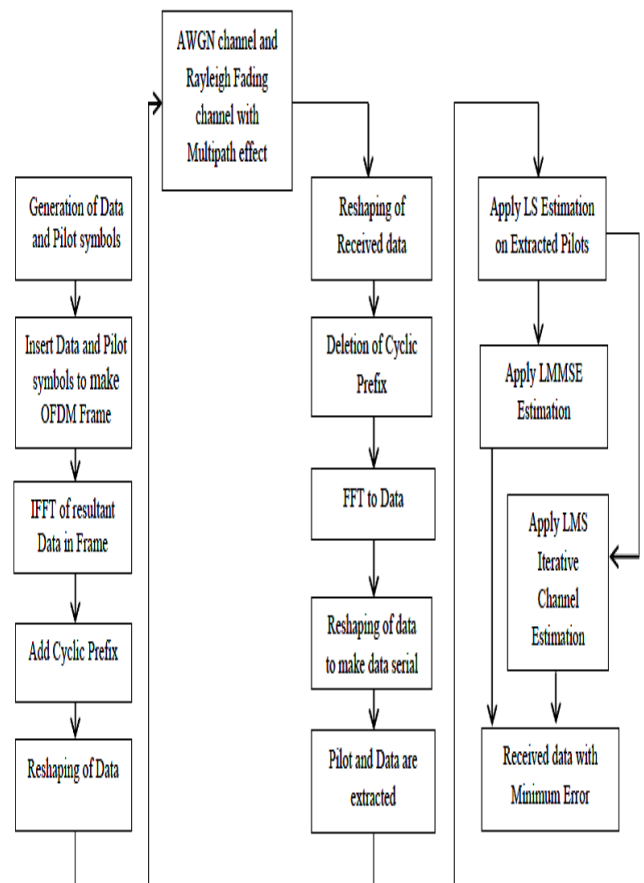 Generation of Data
and Pilot symbols
Insert Data and Pilot
symbols to make
OFDM Frame
IFFT of resultant
Data in Frame
Add Cyclic Prefix
Reshaping of Data
AWGN channel and
Rayleigh Fading
channel with
Multipath effect
Reshaping of
Received data
Deletion of Cyclic
Prefix
FFT to Data
Reshaping of data
to make data serial
Pilot and Data are
extracted
Apply LS Estimation
on Extracted Pilots
Apply LMMSE
Estimation
Apply LMS
Iterative
Channel
Estimation
Received data with
Minimum Error